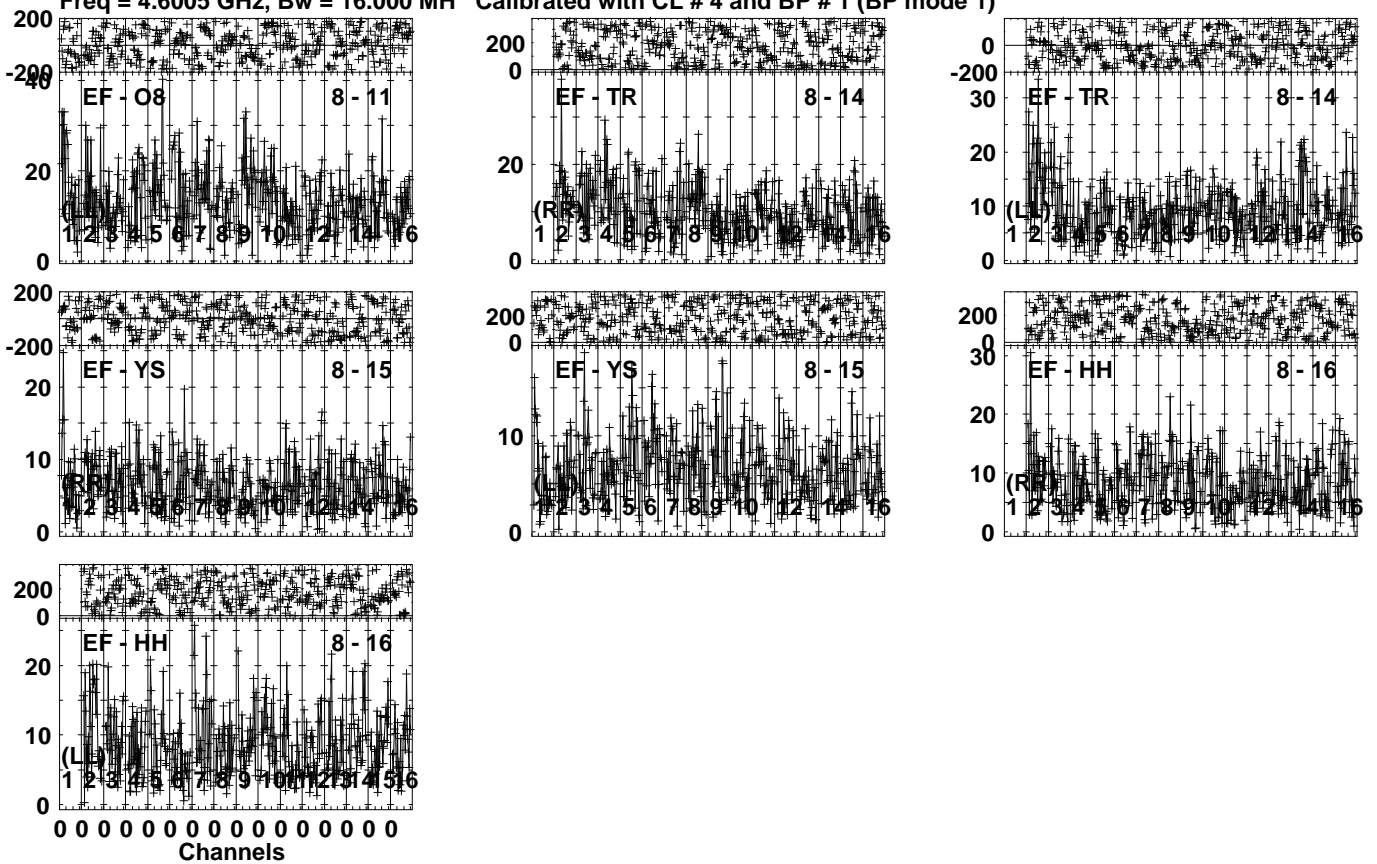 Freq = 4.6005 GHz, Bw = 16.000 MH Calibrated with CL # 4 and BP # 1 (BP mode 1)
200
-200
40
20
0
EF - O8 8 - 11
(LL)
1 2 3 4 5 6 7 8 9 10 12 14 16
200
0
20
0
EF - TR 8 - 14
(RR)
1 2 3 4 5 6 7 8 9 10 12 14 16
0
-200
30
20
10
0
EF - TR 8 - 14
(LL)
1 2 3 4 5 6 7 8 9 10 12 14 16
200
-200
20
10
0
EF - YS 8 - 15
(RR)
1 2 3 4 5 6 7 8 9 10 12 14 16
200
0
10
0
EF - YS 8 - 15
(LL)
1 2 3 4 5 6 7 8 9 10 12 14 16
200
0
30
20
10
0
EF - HH 8 - 16
(RR)
1 2 3 4 5 6 7 8 9 10 12 14 16
200
0
20
10
0
EF - HH 8 - 16
(LL)
1 2 3 4 5 6 7 8 9 10 11 12 13 14 15 16
0 0 0 0 0 0 0 0 0 0 0 0 0 0 0 0
Channels